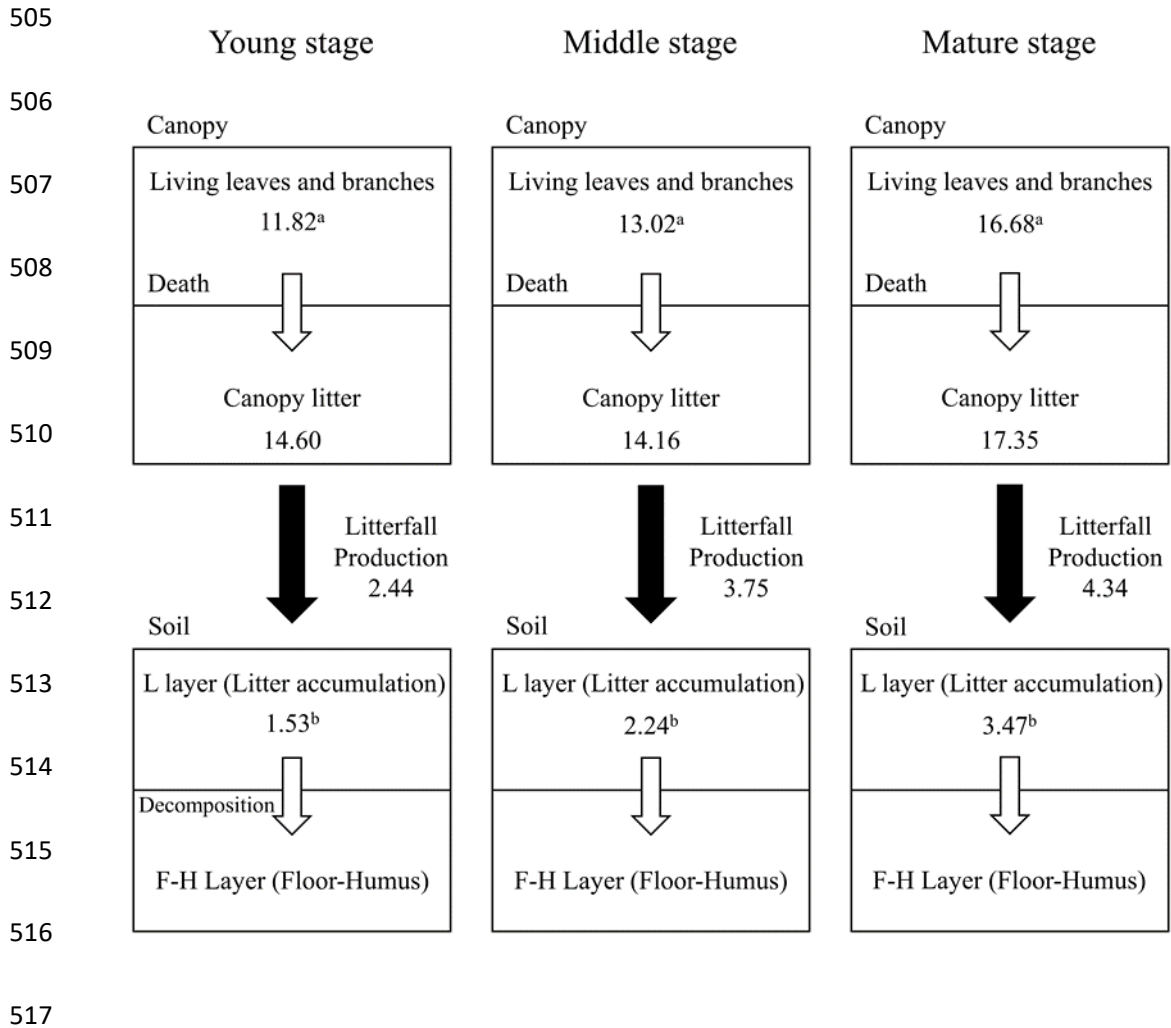 505
Young stage Middle stage Mature stage
506
Canopy Canopy Canopy
507
Living leaves and branches Living leaves and branches Living leaves and branches
11.82ᵃ 13.02ᵃ 16.68ᵃ
508
Death Death Death
509
Canopy litter Canopy litter Canopy litter
510
14.60 14.16 17.35
511
Litterfall Litterfall Litterfall
Production Production Production
2.44 3.75 4.34
512
Soil Soil Soil
513
L layer (Litter accumulation) L layer (Litter accumulation) L layer (Litter accumulation)
1.53ᵇ 2.24ᵇ 3.47ᵇ
514
Decomposition
515
F-H Layer (Floor-Humus) F-H Layer (Floor-Humus) F-H Layer (Floor-Humus)
516
517